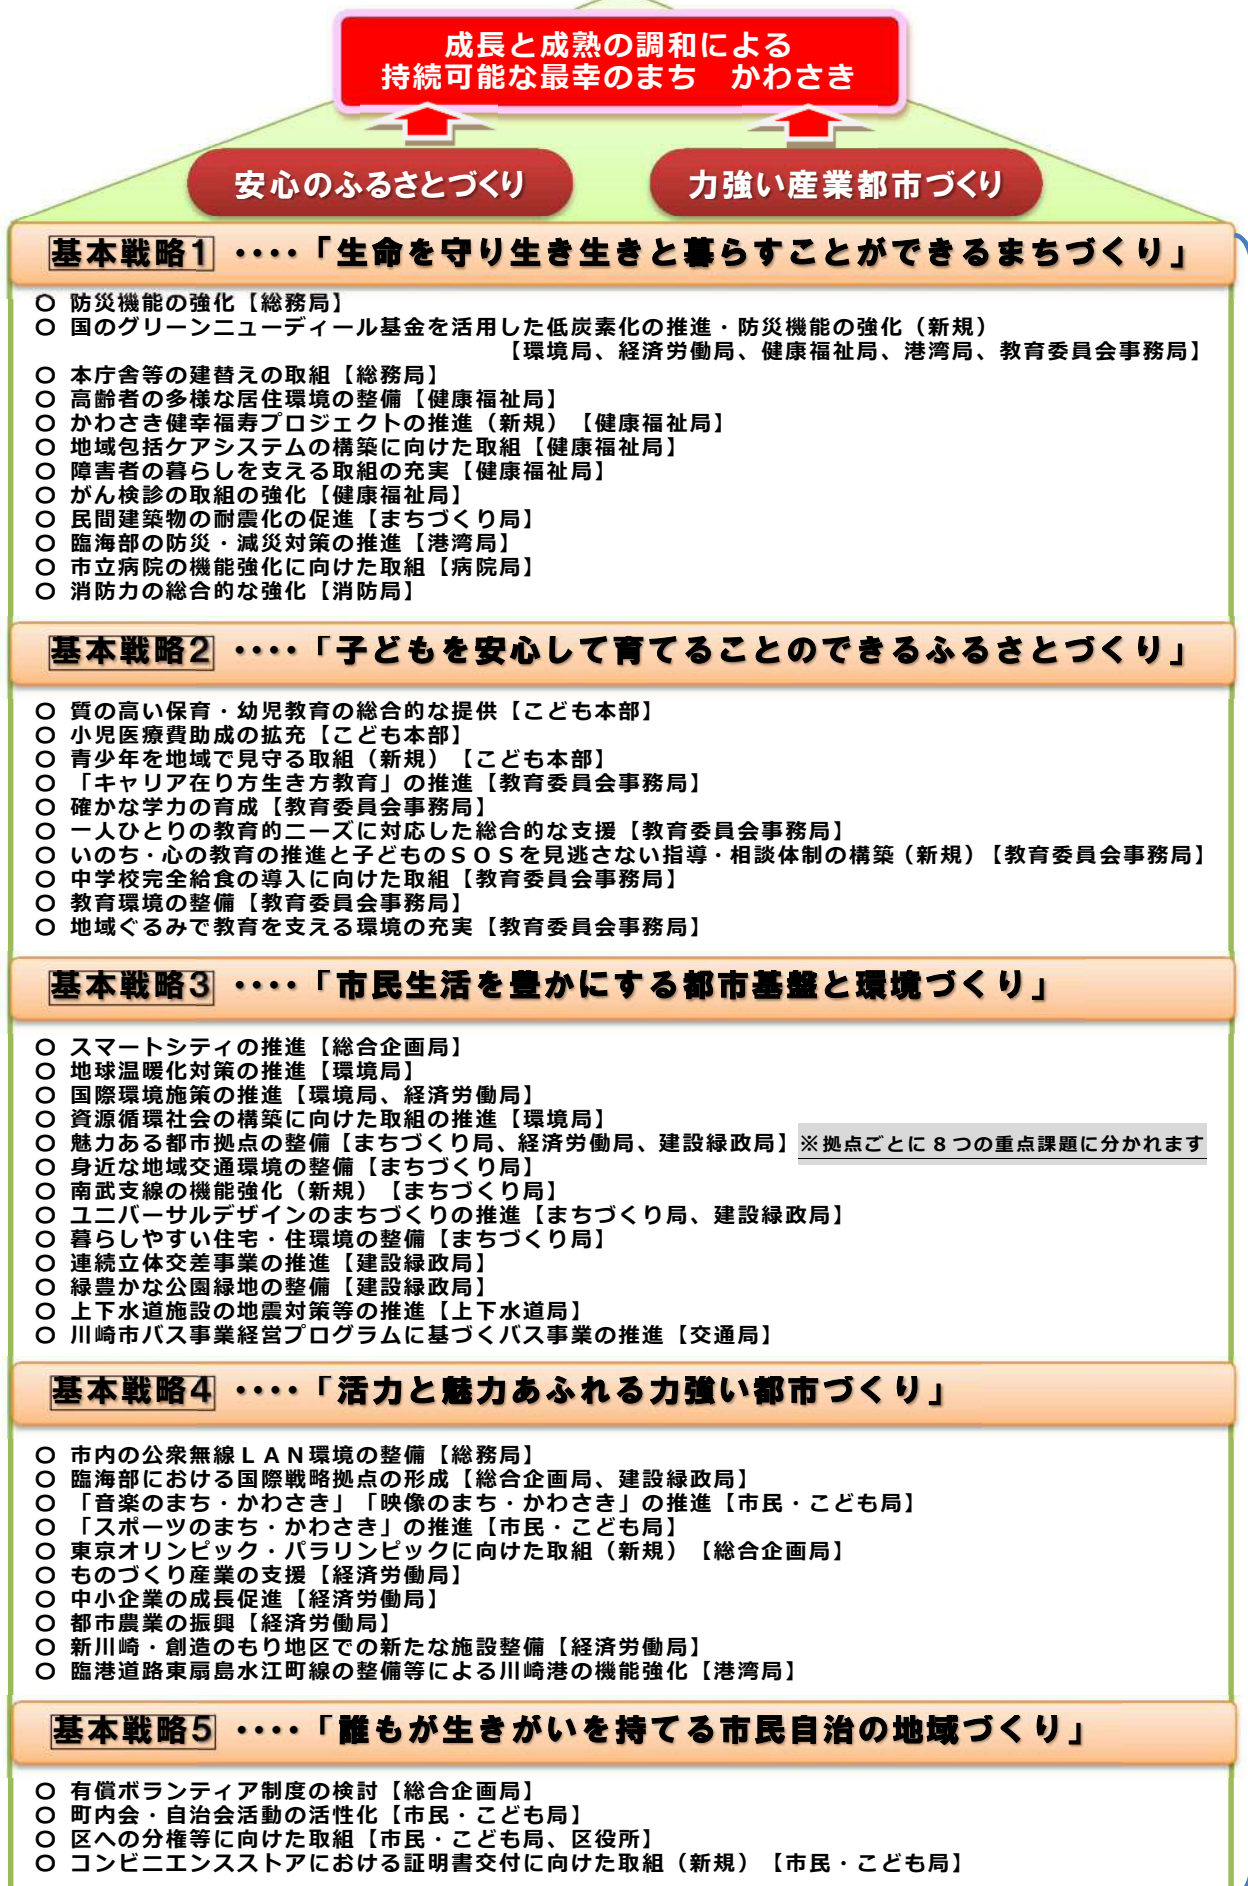 成長と成熟の調和による
持続可能な最幸のまち　かわさき
安心のふるさとづくり
力強い産業都市づくり
基本戦略1 ････「生命を守り生き生きと暮らすことができるまちづくり」
○ 防災機能の強化【総務局】
○ 国のグリーンニューディール基金を活用した低炭素化の推進・防災機能の強化（新規）
【環境局、経済労働局、健康福祉局、港湾局、教育委員会事務局】
○ 本庁舎等の建替えの取組【総務局】
○ 高齢者の多様な居住環境の整備【健康福祉局】
○ かわさき健幸福寿プロジェクトの推進（新規）【健康福祉局】
○ 地域包括ケアシステムの構築に向けた取組【健康福祉局】
○ 障害者の暮らしを支える取組の充実【健康福祉局】
○ がん検診の取組の強化【健康福祉局】
○ 民間建築物の耐震化の促進【まちづくり局】
○ 臨海部の防災・減災対策の推進【港湾局】
○ 市立病院の機能強化に向けた取組【病院局】
○ 消防力の総合的な強化【消防局】
基本戦略2 ････「子どもを安心して育てることのできるふるさとづくり」
○ 質の高い保育・幼児教育の総合的な提供【こども本部】
○ 小児医療費助成の拡充【こども本部】
○ 青少年を地域で見守る取組（新規）【こども本部】
○ 「キャリア在り方生き方教育」の推進【教育委員会事務局】
○ 確かな学力の育成【教育委員会事務局】
○ 一人ひとりの教育的ニーズに対応した総合的な支援【教育委員会事務局】
○ いのち・心の教育の推進と子どものＳＯＳを見逃さない指導・相談体制の構築（新規）【教育委員会事務局】
○ 中学校完全給食の導入に向けた取組【教育委員会事務局】
○ 教育環境の整備【教育委員会事務局】
○ 地域ぐるみで教育を支える環境の充実【教育委員会事務局】
基本戦略3 ････「市民生活を豊かにする都市基盤と環境づくり」
○ スマートシティの推進【総合企画局】
○ 地球温暖化対策の推進【環境局】
○ 国際環境施策の推進【環境局、経済労働局】
○ 資源循環社会の構築に向けた取組の推進【環境局】
○ 魅力ある都市拠点の整備【まちづくり局、経済労働局、建設緑政局】※拠点ごとに８つの重点課題に分かれます
○ 身近な地域交通環境の整備【まちづくり局】
○ 南武支線の機能強化（新規）【まちづくり局】
○ ユニバーサルデザインのまちづくりの推進【まちづくり局、建設緑政局】
○ 暮らしやすい住宅・住環境の整備【まちづくり局】
○ 連続立体交差事業の推進【建設緑政局】
○ 緑豊かな公園緑地の整備【建設緑政局】
○ 上下水道施設の地震対策等の推進【上下水道局】
○ 川崎市バス事業経営プログラムに基づくバス事業の推進【交通局】
基本戦略4 ････「活力と魅力あふれる力強い都市づくり」
○ 市内の公衆無線ＬＡＮ環境の整備【総務局】
○ 臨海部における国際戦略拠点の形成【総合企画局、建設緑政局】
○ 「音楽のまち・かわさき」「映像のまち・かわさき」の推進【市民・こども局】
○ 「スポーツのまち・かわさき」の推進【市民・こども局】
○ 東京オリンピック・パラリンピックに向けた取組（新規）【総合企画局】
○ ものづくり産業の支援【経済労働局】
○ 中小企業の成長促進【経済労働局】
○ 都市農業の振興【経済労働局】
○ 新川崎・創造のもり地区での新たな施設整備【経済労働局】
○ 臨港道路東扇島水江町線の整備等による川崎港の機能強化【港湾局】
基本戦略5 ････「誰もが生きがいを持てる市民自治の地域づくり」
○ 有償ボランティア制度の検討【総合企画局】
○ 町内会・自治会活動の活性化【市民・こども局】
○ 区への分権等に向けた取組【市民・こども局、区役所】
○ コンビニエンスストアにおける証明書交付に向けた取組（新規）【市民・こども局】